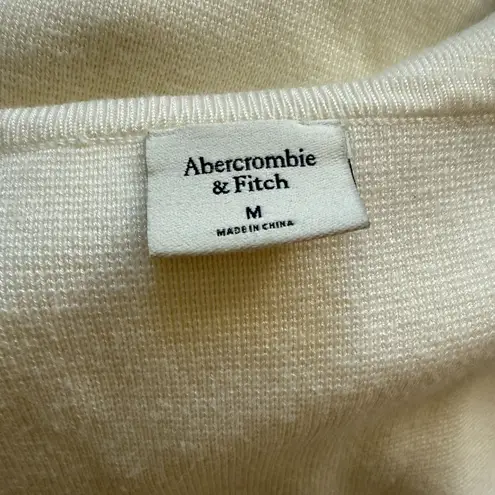 Abercrombie
& Fitch
M
MADE IN CHINA